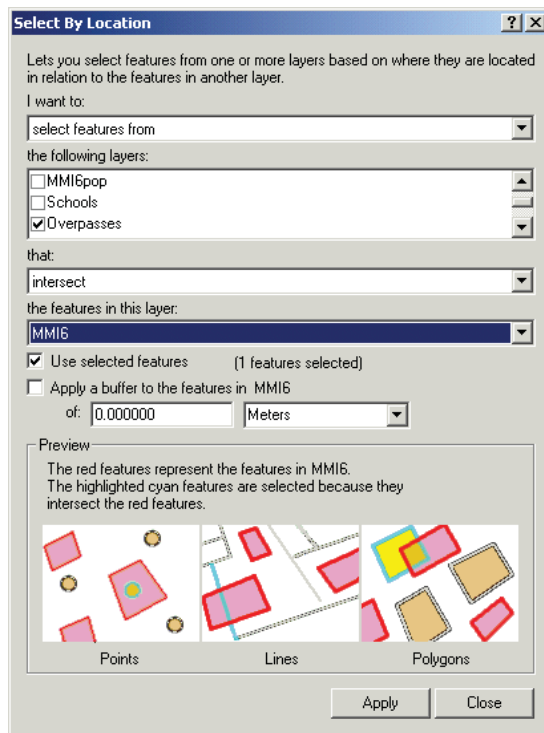 Select By Location
Lets you select features from one or more layers based on where they are located
in relation to the features in another layer.
I want to:
select features from
the following layers:
MMI6pop
Schools
Overpasses
that:
intersect
the features in this layer:
MMI6
Use selected features (1 features selected)
Apply a buffer to the features in MMI6
of: 0.000000 Meters
Preview
The red features represent the features in MMI6.
The highlighted cyan features are selected because they
intersect the red features.
Points Lines Polygons
Apply Close